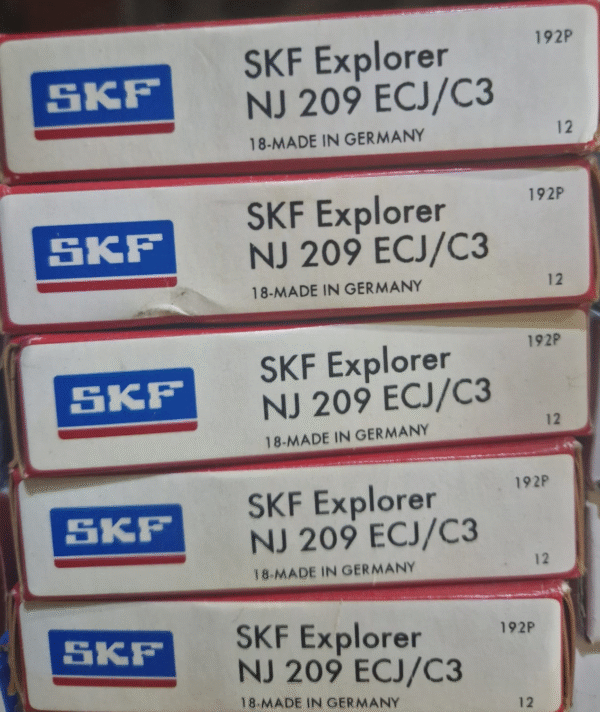 192P
SKF
SKF Explorer
NJ 209 ECJ/C3
18-MADE IN GERMANY
12
192P
SKF
SKF Explorer
NJ 209 ECJ/C3
18-MADE IN GERMANY
12
192P
SKF
SKF Explorer
NJ 209 ECJ/C3
18-MADE IN GERMANY
12
192P
SKF
SKF Explorer
NJ 209 ECJ/C3
18-MADE IN GERMANY
12
192P
SKF
SKF Explorer
NJ 209 ECJ/C3
18-MADE IN GERMANY
12